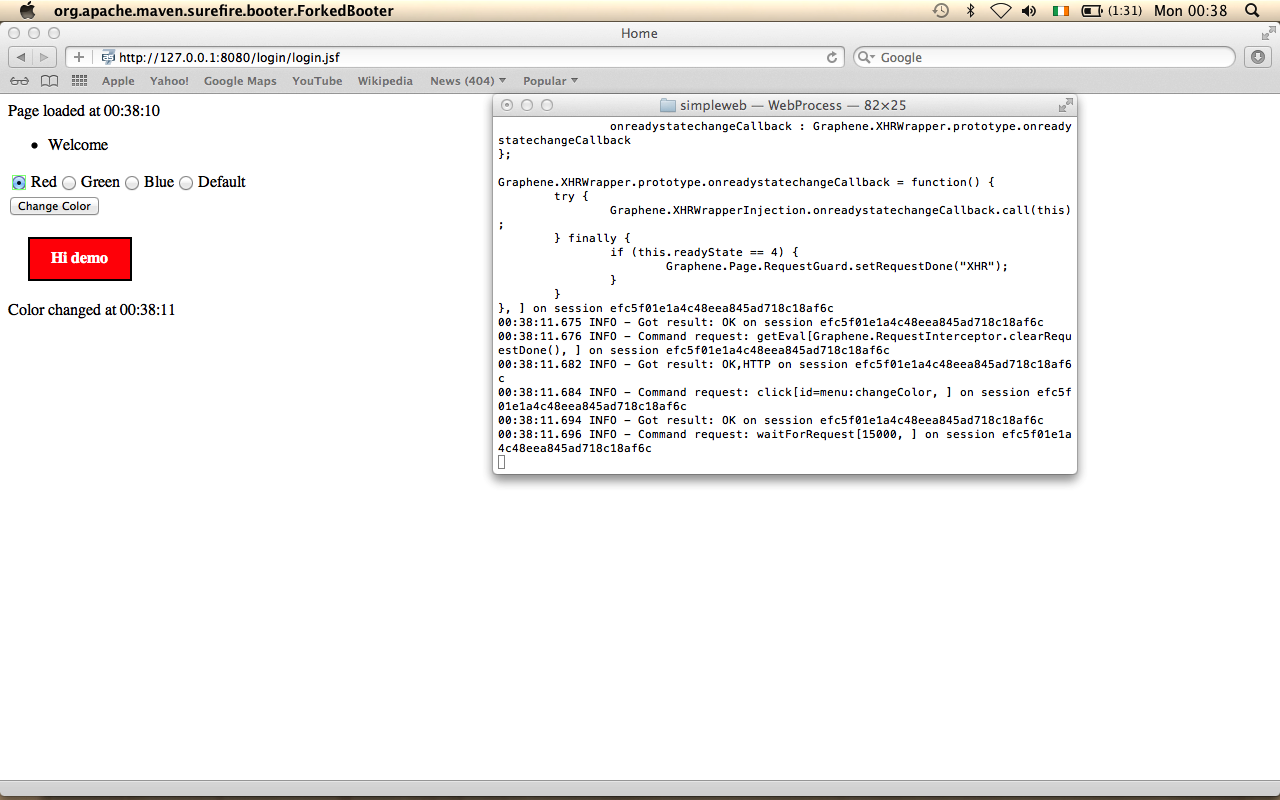 org.apache.maven.surefire.booter.ForkedBooter
(1:31) Mon 00:38
Home
http://127.0.0.1:8080/login/login.jsf
Google
Apple Yahoo! Google Maps YouTube Wikipedia News (404) Popular
Page loaded at 00:38:10
• Welcome
Red Green Blue Default
Change Color
Hi demo
Color changed at 00:38:11
simpleweb — WebProcess — 82×25
onreadystatechangeCallback : Graphene.XHRWrapper.prototype.onready
statechangeCallback
};
Graphene.XHRWrapper.prototype.onreadystatechangeCallback = function() {
try {
Graphene.XHRWrapperInjection.onreadystatechangeCallback.call(this)
;
} finally {
if (this.readyState == 4) {
Graphene.Page.RequestGuard.setRequestDone("XHR");
}
}
}, ] on session efc5f01e1a4c48eea845ad718c18af6c
00:38:11.675 INFO - Got result: OK on session efc5f01e1a4c48eea845ad718c18af6c
00:38:11.676 INFO - Command request: getEval[Graphene.RequestInterceptor.clearRequ
estDone(), ] on session efc5f01e1a4c48eea845ad718c18af6c
00:38:11.682 INFO - Got result: OK,HTTP on session efc5f01e1a4c48eea845ad718c18af6
c
00:38:11.684 INFO - Command request: click[id=menu:changeColor, ] on session efc5f
01e1a4c48eea845ad718c18af6c
00:38:11.694 INFO - Got result: OK on session efc5f01e1a4c48eea845ad718c18af6c
00:38:11.696 INFO - Command request: waitForRequest[15000, ] on session efc5f01e1a
4c48eea845ad718c18af6c